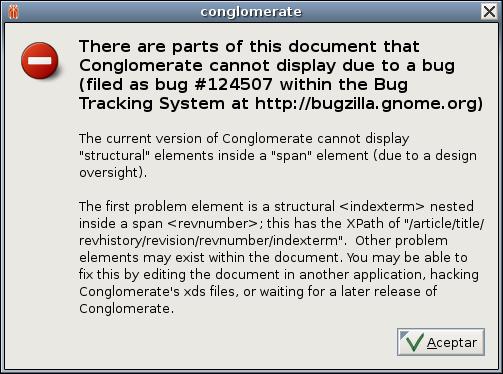 conglomerate
There are parts of this document that
Conglomerate cannot display due to a bug
(filed as bug #124507 within the Bug
Tracking System at http://bugzilla.gnome.org)
The current version of Conglomerate cannot display
"structural" elements inside a "span" element (due to a design
oversight).
The first problem element is a structural <indexterm> nested
inside a span <revnumber>; this has the XPath of "/article/title/
revhistory/revision/revnumber/indexterm".  Other problem
elements may exist within the document. You may be able to
fix this by editing the document in another application, hacking
Conglomerate's xds files, or waiting for a later release of
Conglomerate.
Aceptar